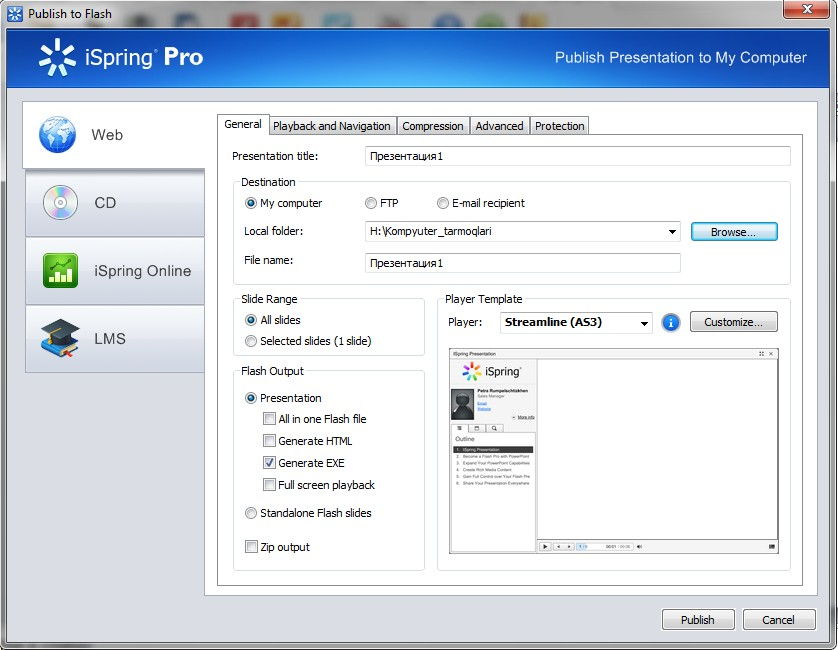 Publish to Flash
iSpring Pro
Publish Presentation to My Computer
Web
CD
iSpring Online
LMS
General
Playback and Navigation
Compression
Advanced
Protection
Presentation title:
Презентация1
Destination
My computer
FTP
E-mail recipient
Local folder:
H:\Kompyuter_tarmoqlari
Browse...
File name:
Презентация1
Slide Range
All slides
Selected slides (1 slide)
Flash Output
Presentation
All in one Flash file
Generate HTML
Generate EXE
Full screen playback
Standalone Flash slides
Zip output
Player Template
Player:
Streamline (AS3)
Customize...
iSpring Presentation
iSpring
Petra Rompelschtzkhen
Sales Manager
Email
Website
More info
Outline
1. iSpring Presentation
2. Become a Flash Pro with PowerPoint
3. Expand Your PowerPoint Capabilities
4. Create Rich Media Content
5. Gain Full Control over Your Flash Pre
6. Share Your Presentation Everywhere
Publish
Cancel